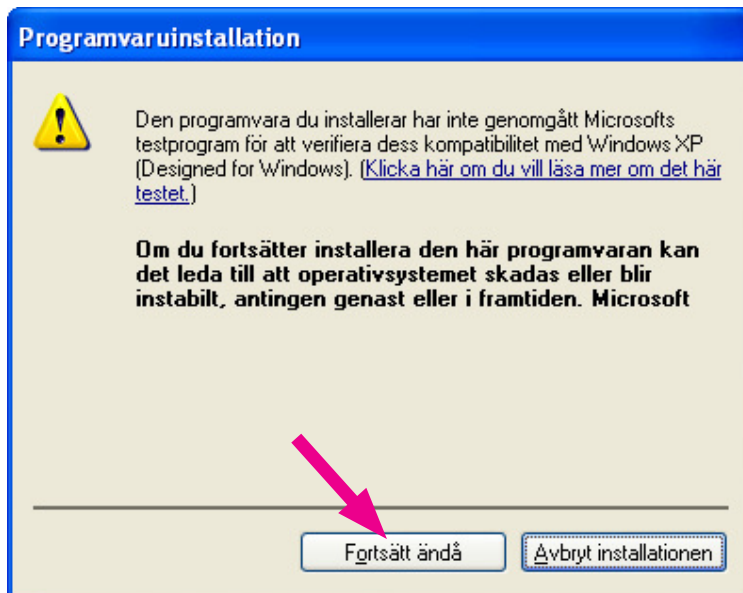 Programvaruinstallation
Den programvara du installerar har inte genomgått Microsofts
testprogram för att verifiera dess kompatibilitet med Windows XP
(Designed for Windows). (Klicka här om du vill läsa mer om det här
testet.)
Om du fortsätter installera den här programvaran kan
det leda till att operativsystemet skadas eller blir
instabilt, antingen genast eller i framtiden. Microsoft
Fortsätt ändå
Avbryt installationen